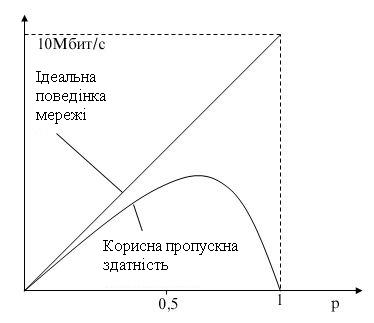 10Мбит/с
Ідеальна
поведінка
мережі
Корисна пропускна
здатність
0,5
1
p